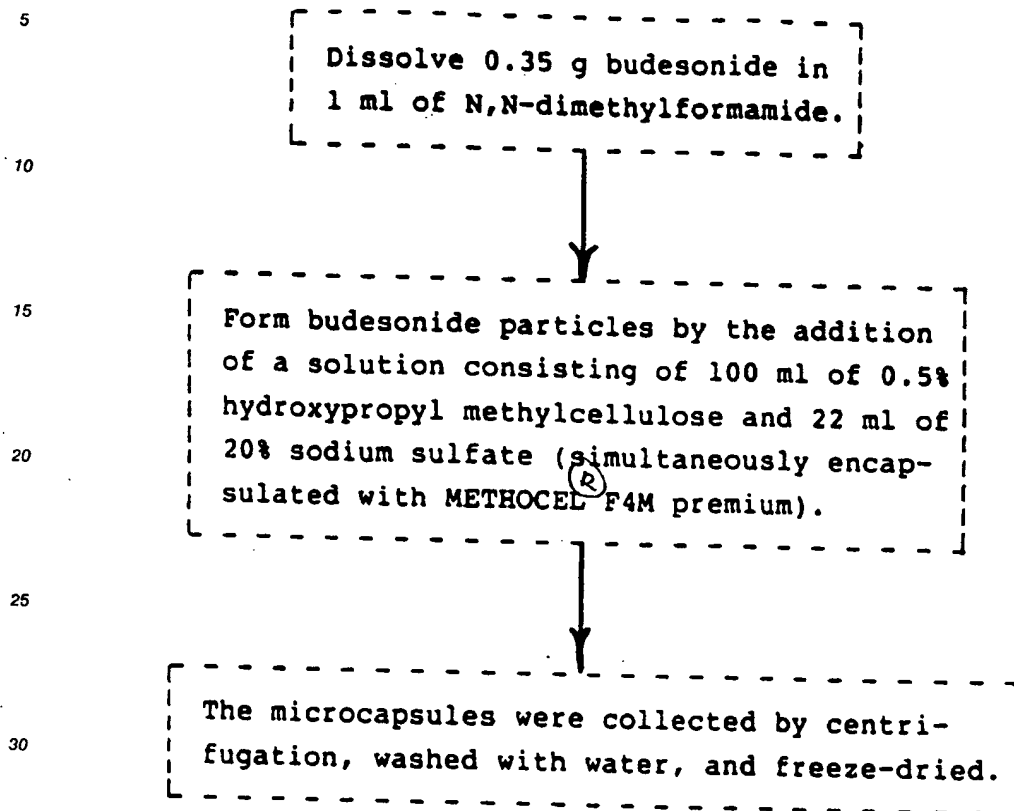 5
Dissolve 0.35 g budesonide in
1 ml of N,N-dimethylformamide.
10
15
Form budesonide particles by the addition
of a solution consisting of 100 ml of 0.5%
hydroxypropyl methylcellulose and 22 ml of
20
20% sodium sulfate (simultaneously encap-
sulated with METHOCEL® F4M premium).
25
The microcapsules were collected by centri-
30
fugation, washed with water, and freeze-dried.